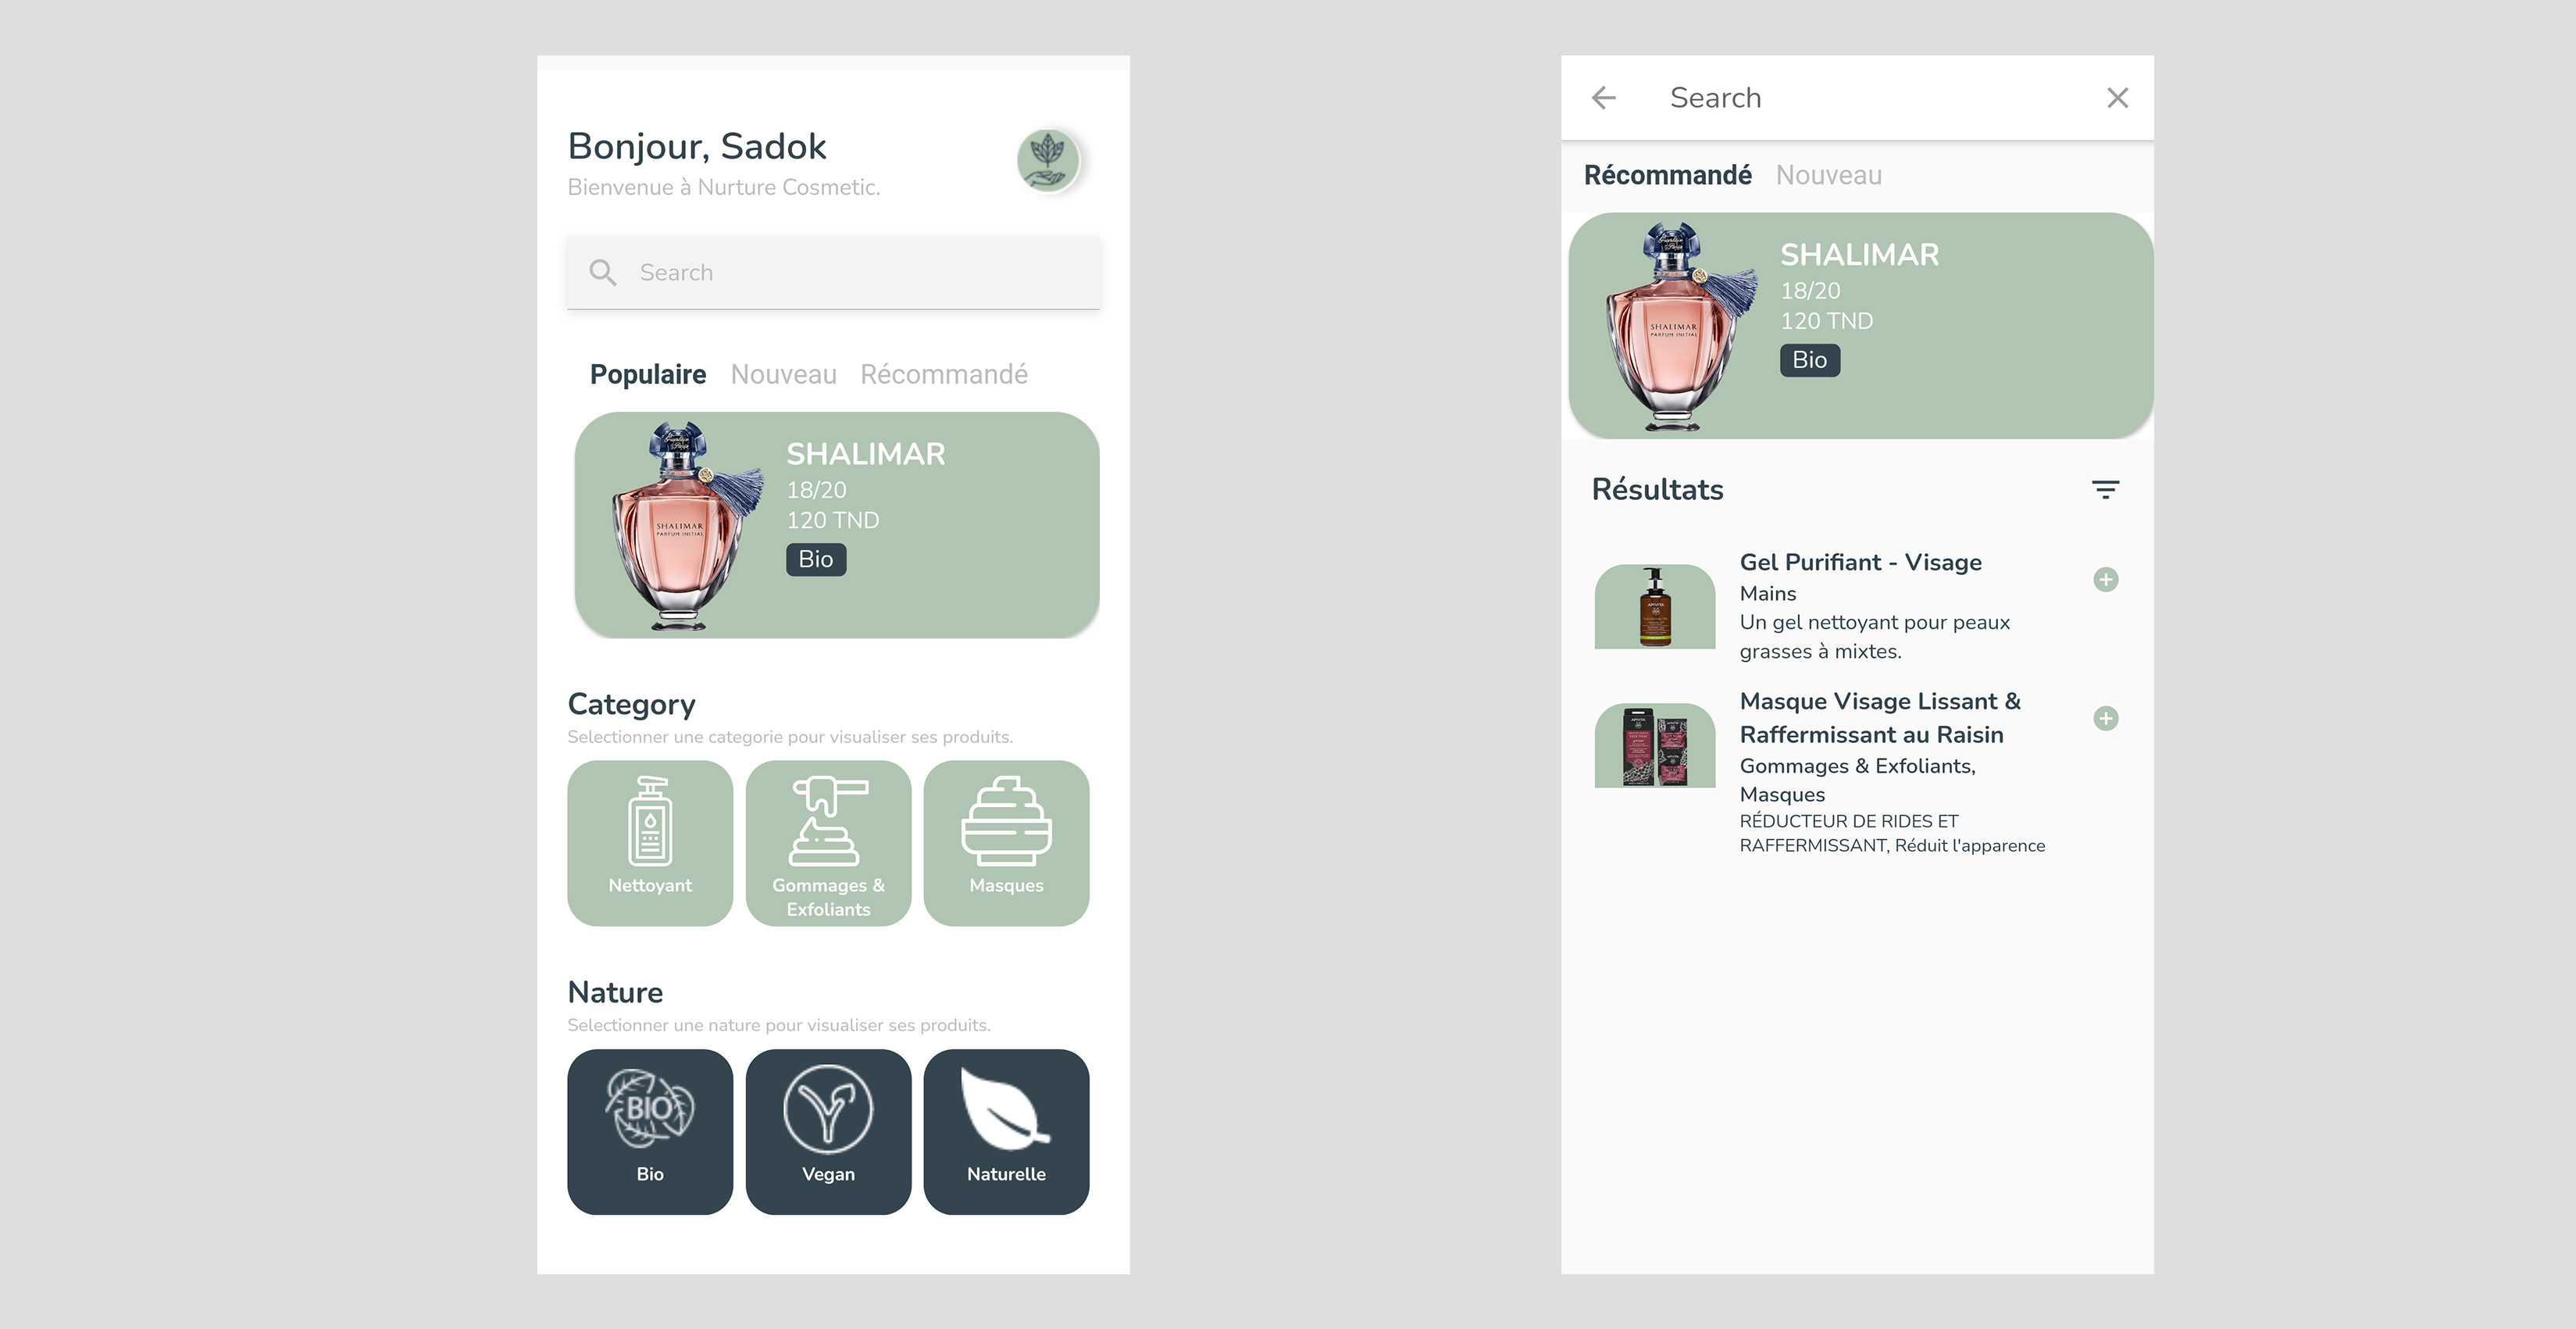 Bonjour, Sadok
Bienvenue à Nurture Cosmetic.
Search
Populaire Nouveau Récommandé
SHALIMAR
18/20
120 TND
Bio
SHALIMAR
PARFUM INITIAL
Category
Selectionner une categorie pour visualiser ses produits.
Nettoyant
Gommages &
Exfoliants
Masques
Nature
Selectionner une nature pour visualiser ses produits.
BIO
Bio
Vegan
Naturelle
Search
Récommandé Nouveau
SHALIMAR
18/20
120 TND
Bio
SHALIMAR
PARFUM INITIAL
Résultats
Gel Purifiant - Visage
Mains
Un gel nettoyant pour peaux
grasses à mixtes.
APIVITA
Masque Visage Lissant &
Raffermissant au Raisin
Gommages & Exfoliants,
Masques
RÉDUCTEUR DE RIDES ET
RAFFERMISSANT, Réduit l'apparence
APIVITA